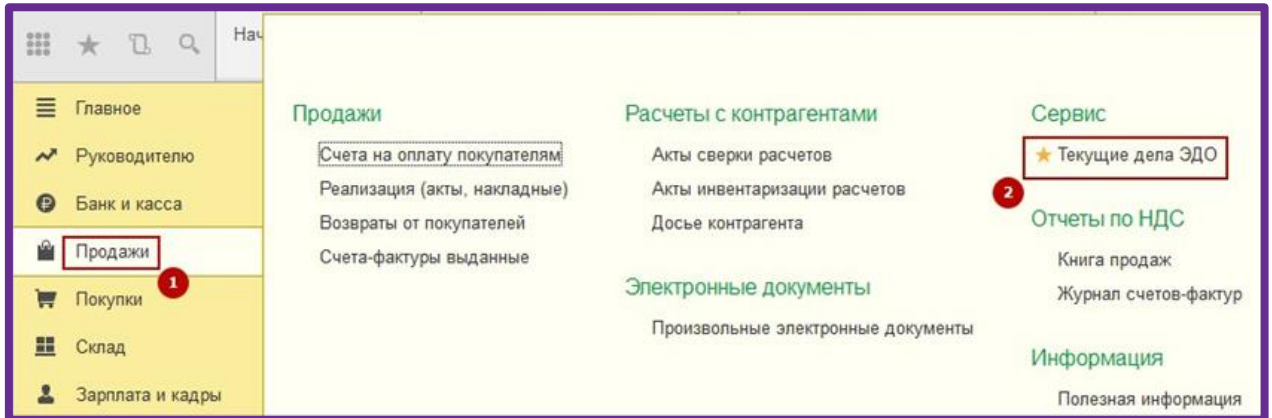 Нач
Главное
Руководителю
Банк и касса
Продажи
1
Покупки
Склад
Зарплата и кадры
Продажи
Счета на оплату покупателям
Реализация (акты, накладные)
Возвраты от покупателей
Счета-фактуры выданные
Расчеты с контрагентами
Акты сверки расчетов
Акты инвентаризации расчетов
Досье контрагента
Электронные документы
Произвольные электронные документы
Сервис
Текущие дела ЭДО
2
Отчеты по НДС
Книга продаж
Журнал счетов-фактур
Информация
Полезная информация